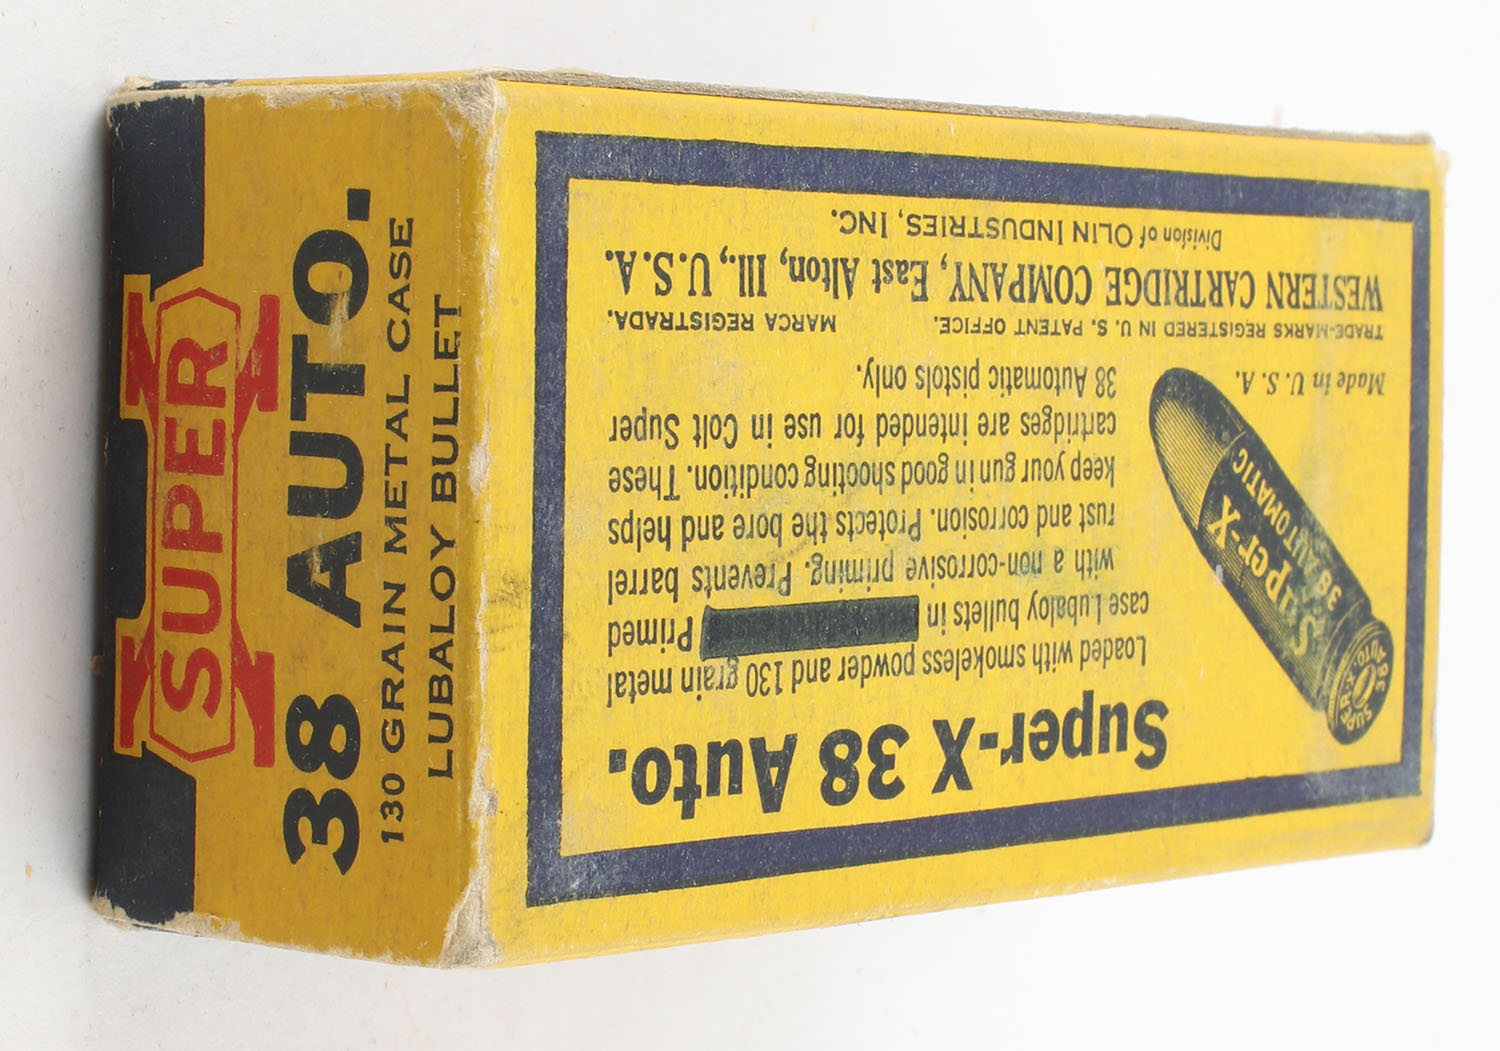 SUPER X
38 AUTO.
130 GRAIN METAL CASE
LUBALOY BULLET
Super-X 38 Auto.
Loaded with smokeless powder and 130 grain metal
case Lubaloy bullets in Primed
with a non-corrosive priming. Prevents barrel
rust and corrosion. Protects the bore and helps
keep your gun in good shooting condition. These
cartridges are intended for use in Colt Super
38 Automatic pistols only.
Super-X
38 AUTOMATIC
SUPER-X
38 AUTO.
Made in U. S. A.
TRADE-MARKS REGISTERED IN U. S. PATENT OFFICE. MARCA REGISTRADA.
WESTERN CARTRIDGE COMPANY, East Alton, Ill., U.S.A.
Division of OLIN INDUSTRIES, INC.